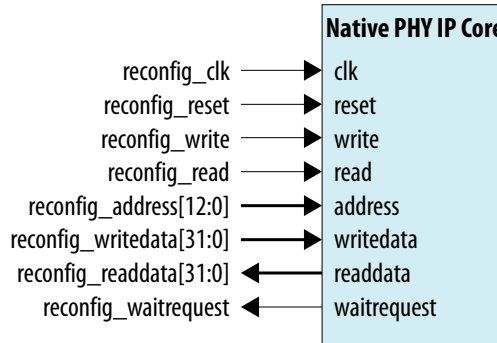 Native PHY IP Core
reconfig_clk clk
reconfig_reset reset
reconfig_write write
reconfig_read read
reconfig_address[12:0] address
reconfig_writedata[31:0] writedata
reconfig_readdata[31:0] readdata
reconfig_waitrequest waitrequest